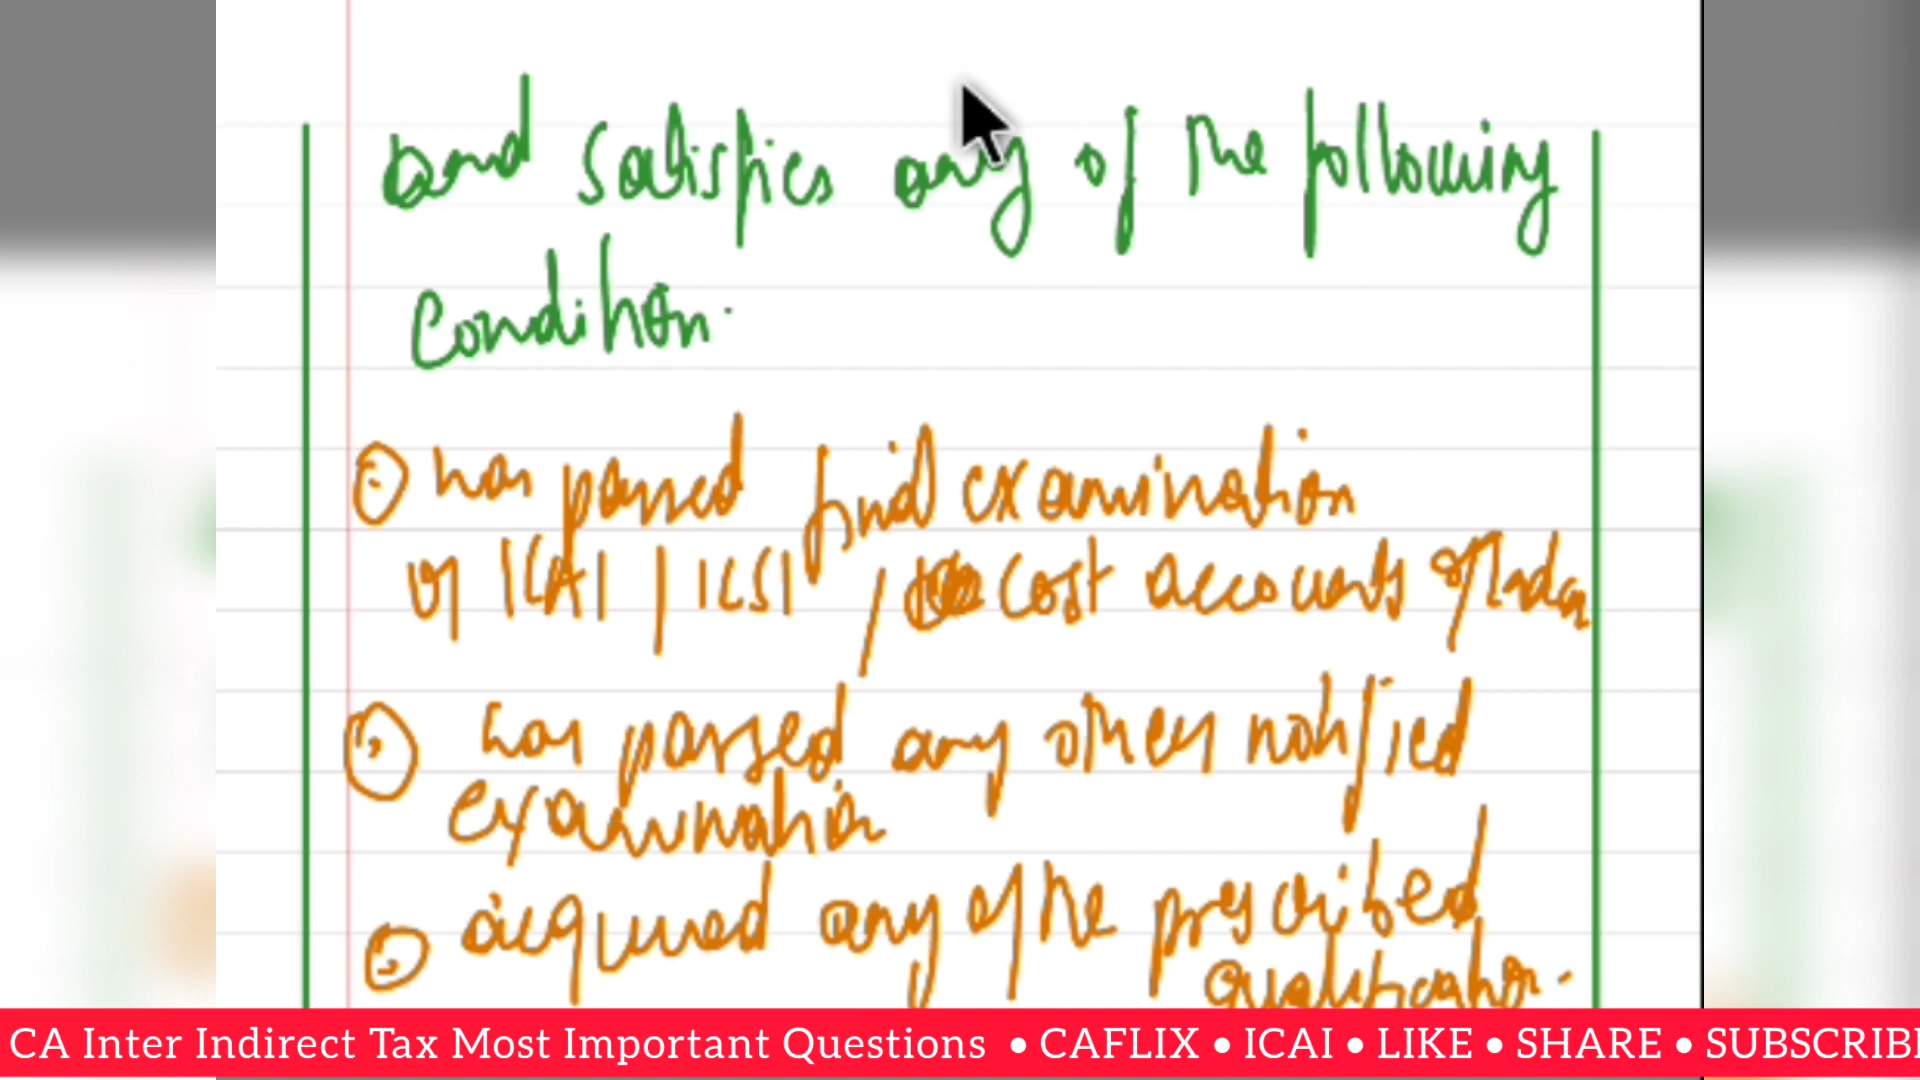 and satisfies any of the following
condition.
has passed final examination
of ICAI / ICSI / cost accounts of India
has passed any other notified
examination
acquired any of the prescribed
qualification.
CA Inter Indirect Tax Most Important Questions • CAFLIX • ICAI • LIKE • SHARE • SUBSCRIBE